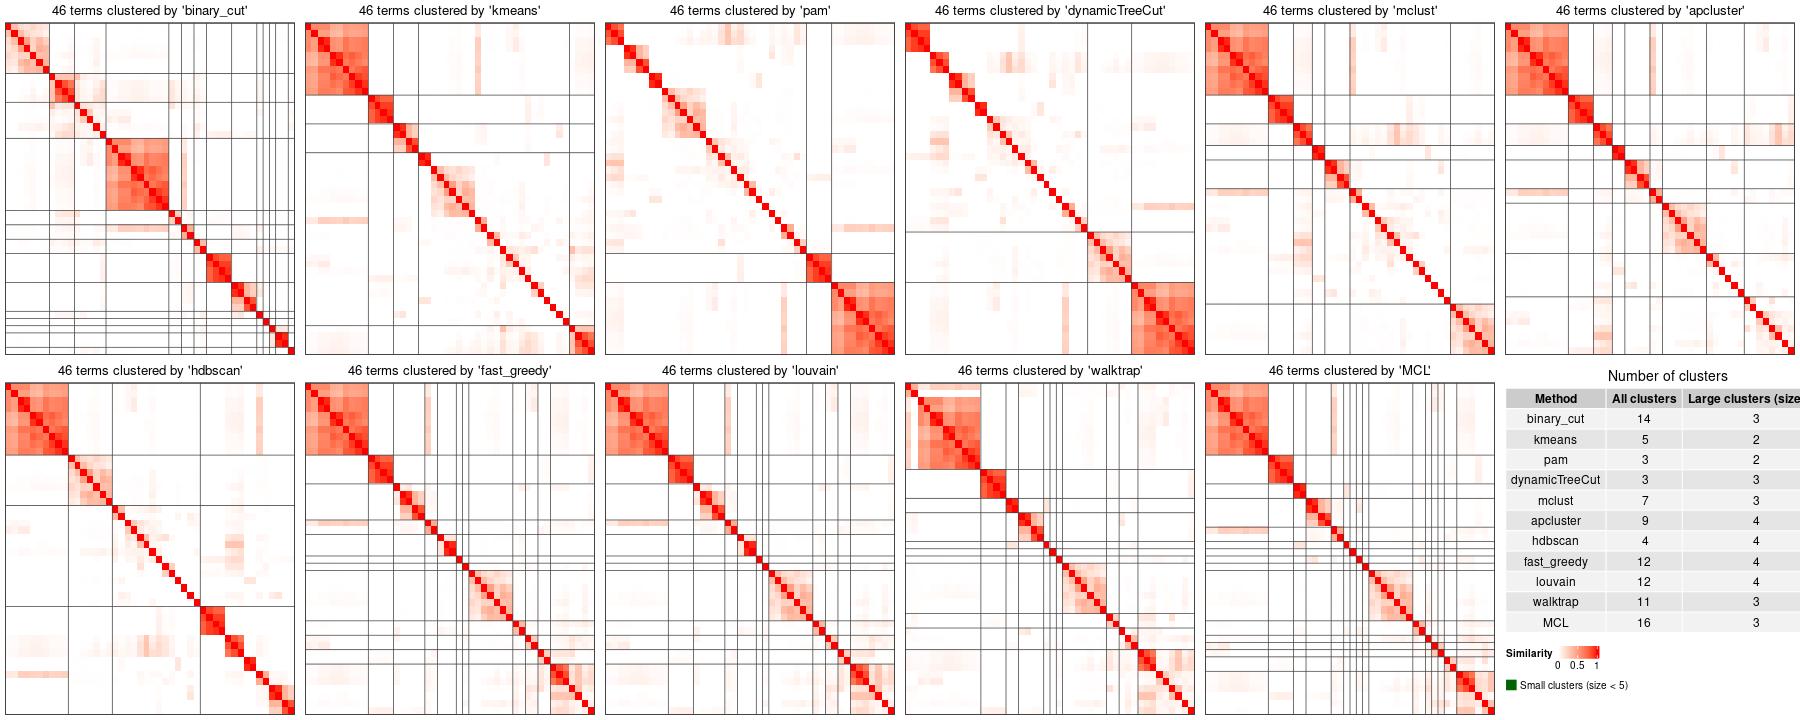 46 terms clustered by 'binary_cut'
46 terms clustered by 'kmeans'
46 terms clustered by 'pam'
46 terms clustered by 'dynamicTreeCut'
46 terms clustered by 'mclust'
46 terms clustered by 'apcluster'
46 terms clustered by 'hdbscan'
46 terms clustered by 'fast_greedy'
46 terms clustered by 'louvain'
46 terms clustered by 'walktrap'
46 terms clustered by 'MCL'
Number of clusters
Method All clusters Large clusters (size
binary_cut 14 3
kmeans 5 2
pam 3 2
dynamicTreeCut 3 3
mclust 7 3
apcluster 9 4
hdbscan 4 4
fast_greedy 12 4
louvain 12 4
walktrap 11 3
MCL 16 3
Similarity
0 0.5 1
Small clusters (size < 5)